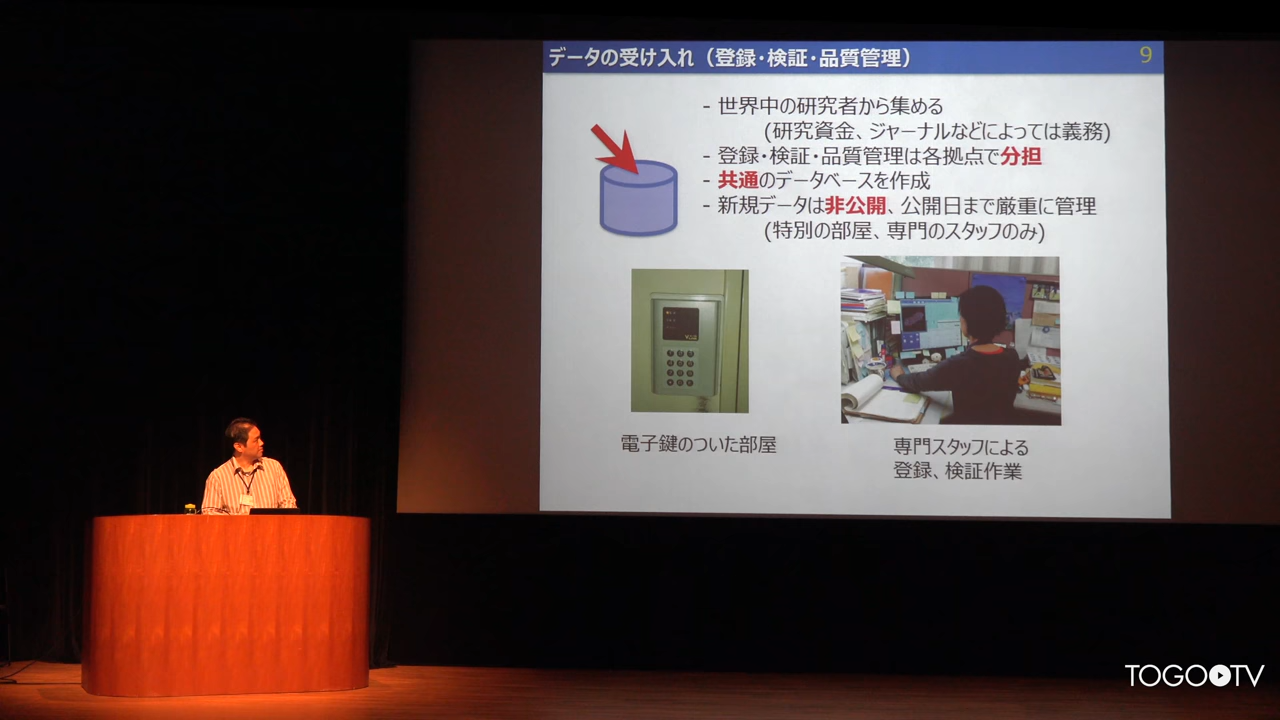 データの受け入れ（登録・検証・品質管理）
9
- 世界中の研究者から集める
(研究資金、ジャーナルなどによっては義務)
- 登録・検証・品質管理は各拠点で分担
- 共通のデータベースを作成
- 新規データは非公開、公開日まで厳重に管理
(特別の部屋、専門のスタッフのみ)
電子鍵のついた部屋
専門スタッフによる
登録、検証作業
TOGOTV